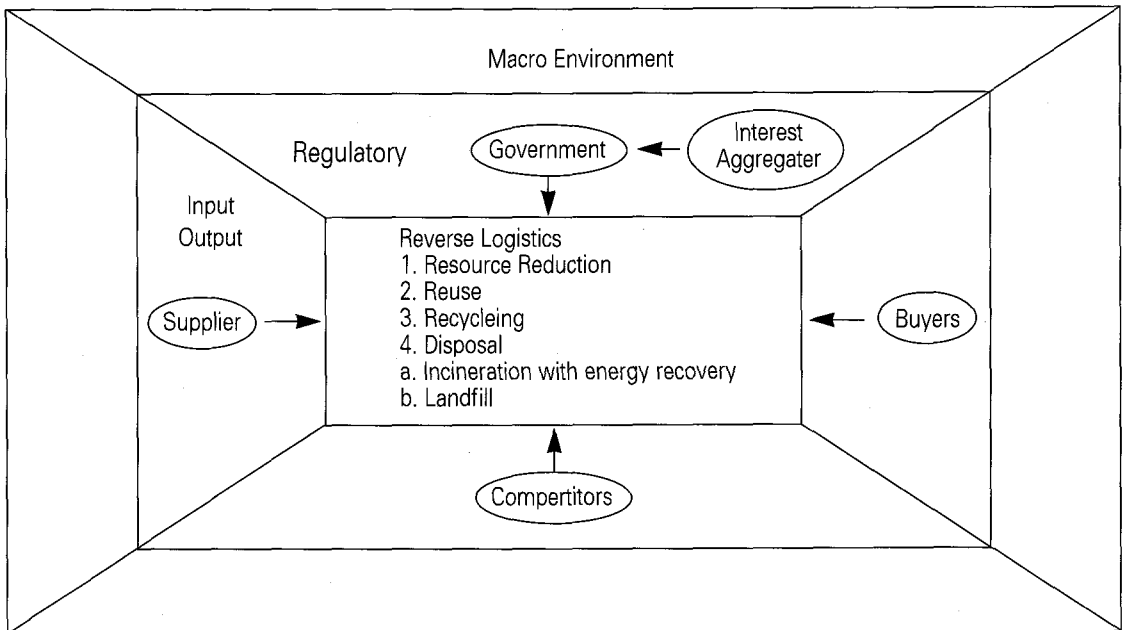 Macro Environment
Regulatory
Government
Interest
Aggregater
Input
Output
Reverse Logistics
1. Resource Reduction
2. Reuse
3. Recycleing
4. Disposal
a. Incineration with energy recovery
b. Landfill
Supplier
Buyers
Compertitors